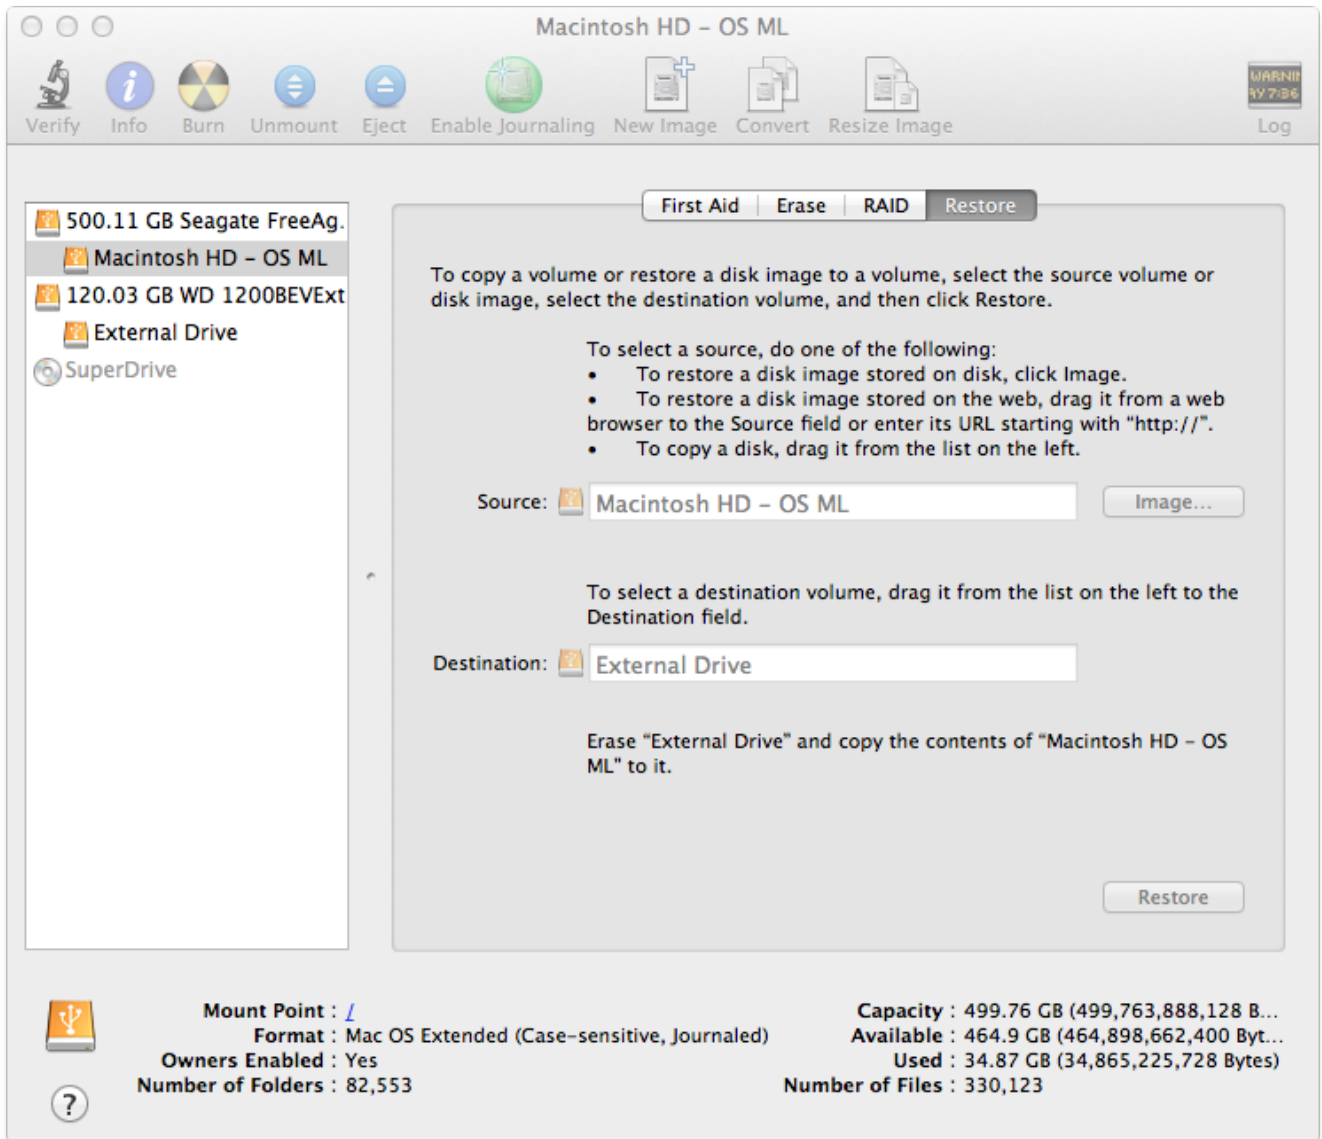 Macintosh HD – OS ML
Verify Info Burn Unmount Eject Enable Journaling New Image Convert Resize Image Log
WARNIN
AY 7:36
First Aid Erase RAID Restore
500.11 GB Seagate FreeAg.
Macintosh HD – OS ML
120.03 GB WD 1200BEVExt
External Drive
SuperDrive
To copy a volume or restore a disk image to a volume, select the source volume or
disk image, select the destination volume, and then click Restore.
To select a source, do one of the following:
• To restore a disk image stored on disk, click Image.
• To restore a disk image stored on the web, drag it from a web
browser to the Source field or enter its URL starting with “http://”.
• To copy a disk, drag it from the list on the left.
Source: Macintosh HD – OS ML Image...
To select a destination volume, drag it from the list on the left to the
Destination field.
Destination: External Drive
Erase “External Drive” and copy the contents of “Macintosh HD – OS
ML” to it.
Restore
Mount Point : /
Format : Mac OS Extended (Case-sensitive, Journaled)
Owners Enabled : Yes
Number of Folders : 82,553
Capacity : 499.76 GB (499,763,888,128 B...
Available : 464.9 GB (464,898,662,400 Byt...
Used : 34.87 GB (34,865,225,728 Bytes)
Number of Files : 330,123
?